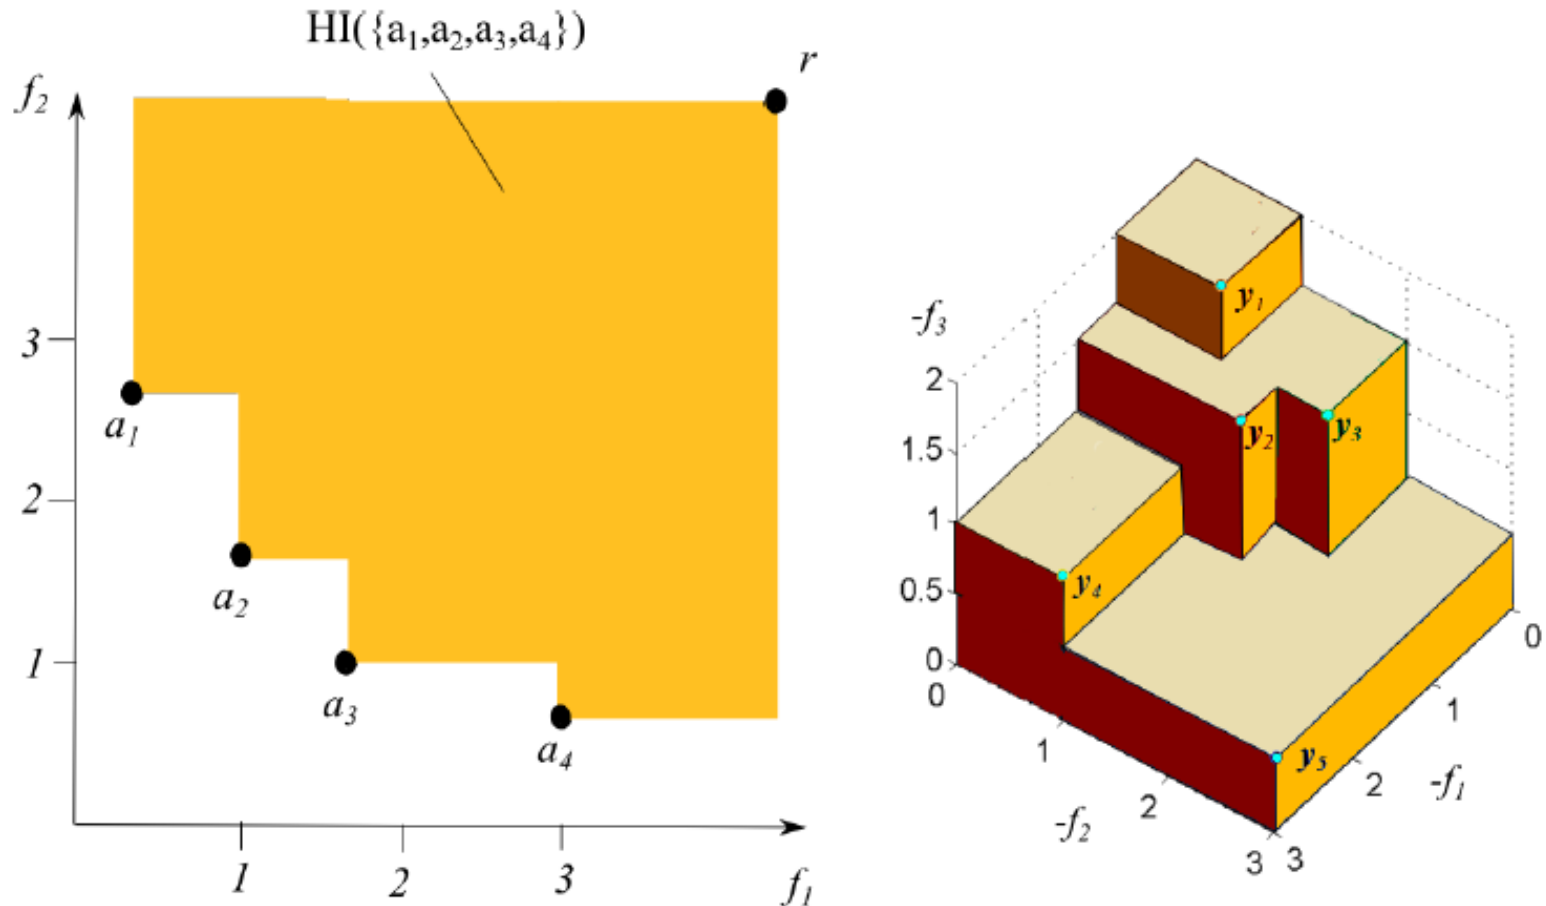 HI({a₁,a₂,a₃,a₄})
r
f₂
3
a₁
2
a₂
1
a₃
a₄
1
2
3
f₁
-f₃
2
1.5
1
0.5
0
0
1
2
3
-f₂
3
2
1
0
-f₁
y₁
y₂
y₃
y₄
y₅